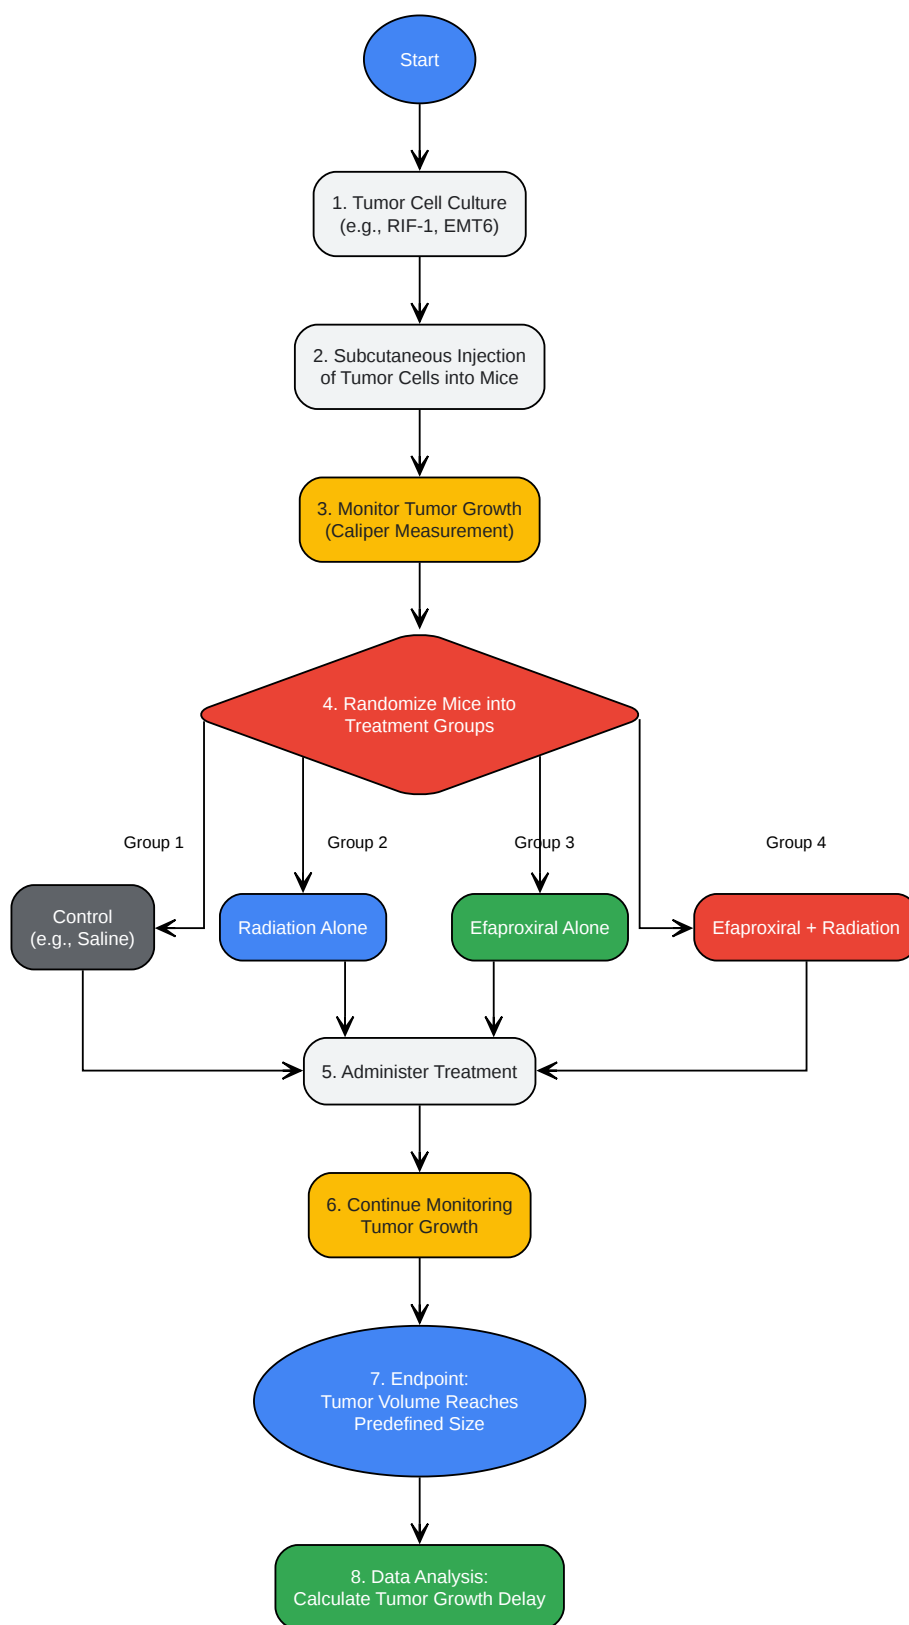 Start
1. Tumor Cell Culture
(e.g., RIF-1, EMT6)
2. Subcutaneous Injection
of Tumor Cells into Mice
3. Monitor Tumor Growth
(Caliper Measurement)
4. Randomize Mice into
Treatment Groups
Group 1
Group 2
Group 3
Group 4
Control
(e.g., Saline)
Radiation Alone
Efaproxiral Alone
Efaproxiral + Radiation
5. Administer Treatment
6. Continue Monitoring
Tumor Growth
7. Endpoint:
Tumor Volume Reaches
Predefined Size
8. Data Analysis:
Calculate Tumor Growth Delay